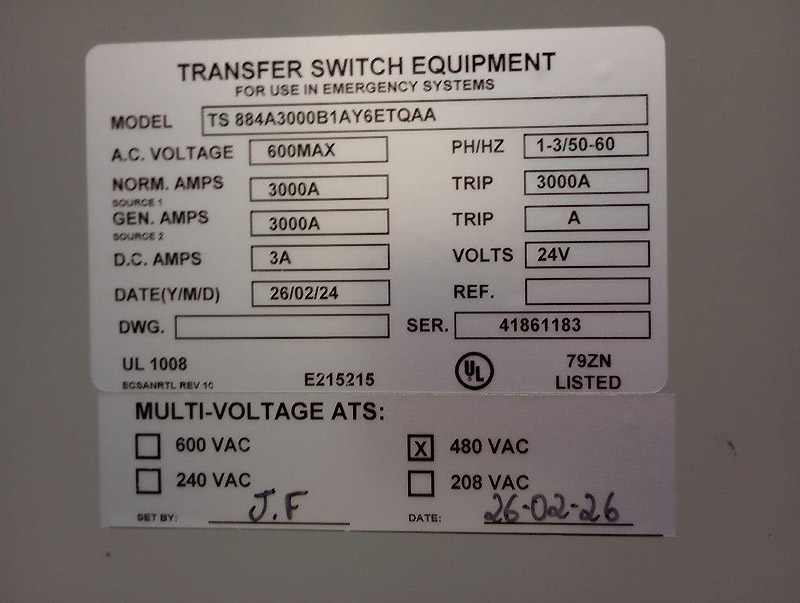 TRANSFER SWITCH EQUIPMENT
FOR USE IN EMERGENCY SYSTEMS
MODEL TS 884A3000B1AY6ETQAA
A.C. VOLTAGE 600MAX PH/HZ 1-3/50-60
NORM. AMPS 3000A TRIP 3000A
SOURCE 1
GEN. AMPS 3000A TRIP A
SOURCE 2
D.C. AMPS 3A VOLTS 24V
DATE(Y/M/D) 26/02/24 REF.
DWG. SER. 41861183
UL 1008 UL 79ZN
ECSANRTL REV 10 E215215 LISTED
MULTI-VOLTAGE ATS:
600 VAC X 480 VAC
240 VAC 208 VAC
SET BY: J.F DATE: 26-02-26